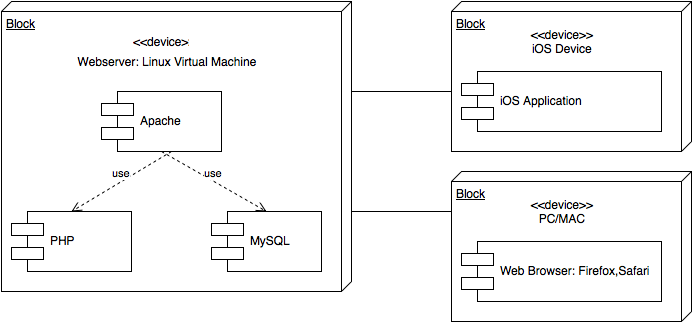 Block
<<device>
Webserver: Linux Virtual Machine
Apache
use
use
PHP
MySQL
Block
<<device>>
iOS Device
iOS Application
Block
<<device>>
PC/MAC
Web Browser: Firefox,Safari